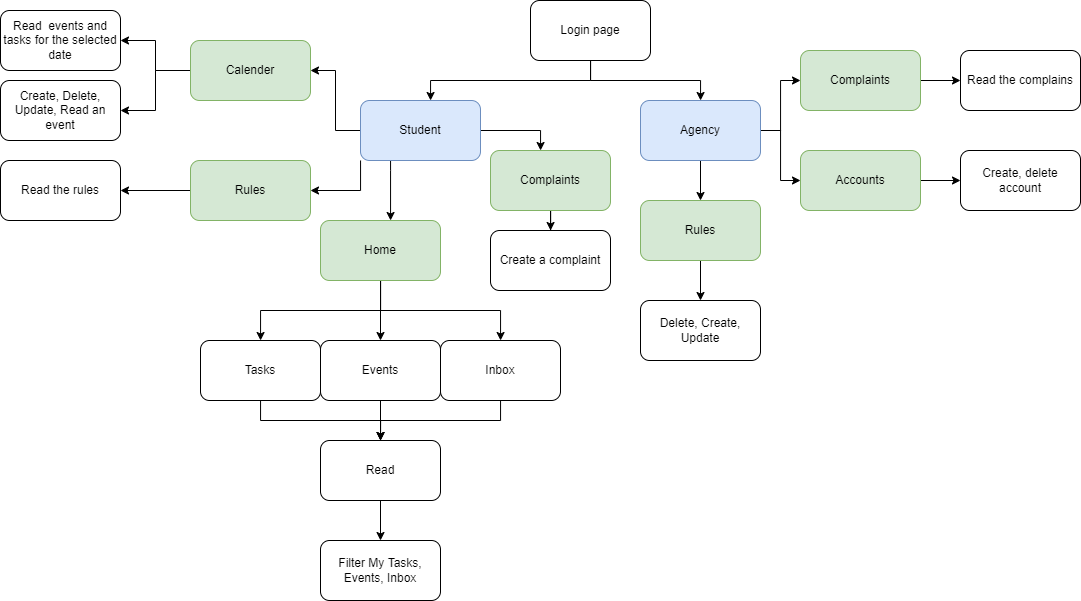 Login page
Read  events and
tasks for the selected
date
Calender
Create, Delete,
Update, Read an
event
Student
Agency
Complaints
Read the complains
Read the rules
Rules
Complaints
Accounts
Create, delete
account
Home
Create a complaint
Rules
Delete, Create,
Update
Tasks
Events
Inbox
Read
Filter My Tasks,
Events, Inbox